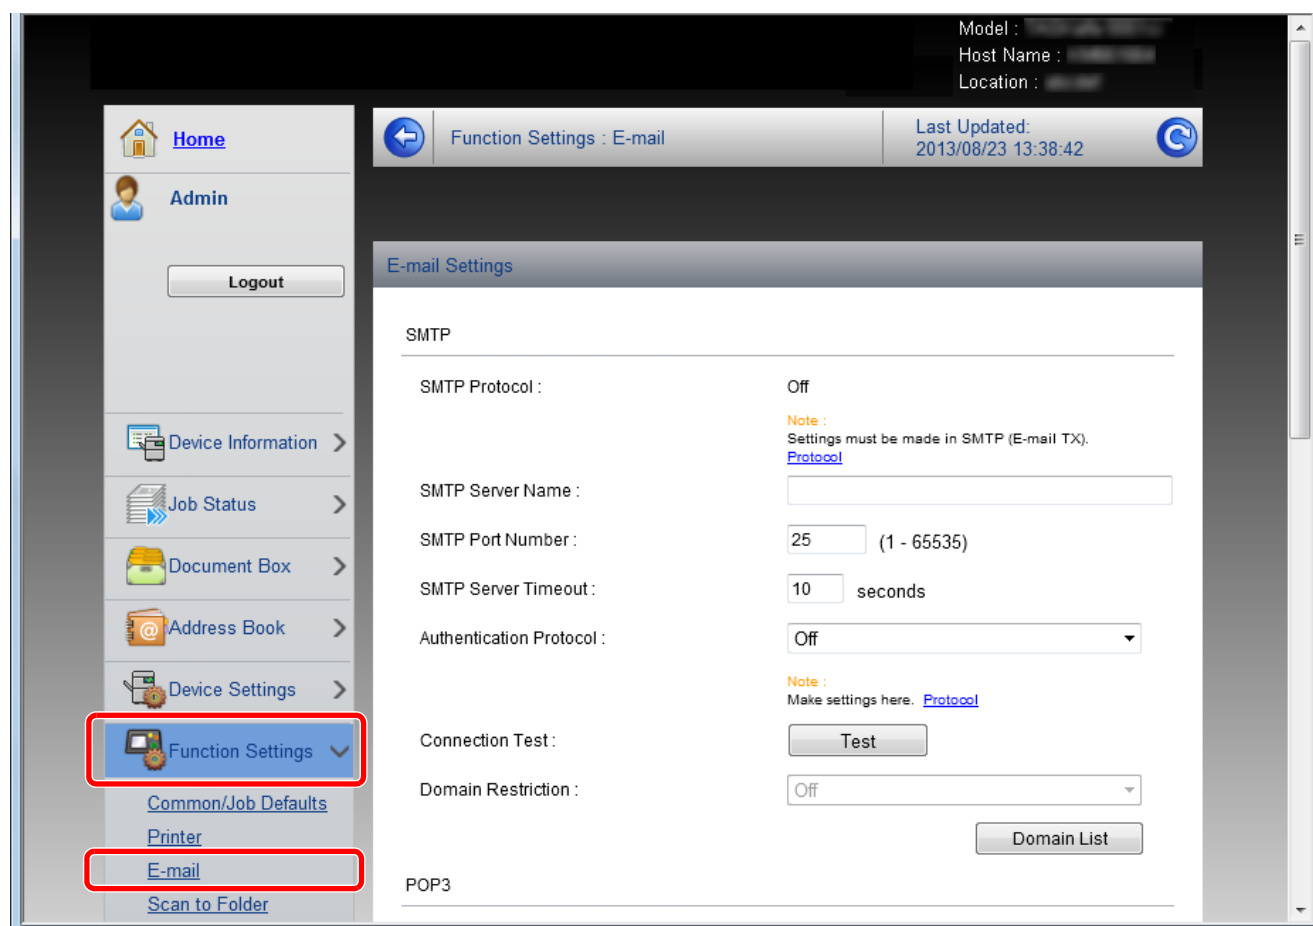 Model :
Host Name :
Location :
Home
Admin
Logout
Device Information
Job Status
Document Box
Address Book
Device Settings
Function Settings
Common/Job Defaults
Printer
E-mail
Scan to Folder
Function Settings : E-mail
Last Updated:
2013/08/23 13:38:42
E-mail Settings
SMTP
SMTP Protocol :
Off
Note :
Settings must be made in SMTP (E-mail TX).
Protocol
SMTP Server Name :
SMTP Port Number :
25
(1 - 65535)
SMTP Server Timeout :
10
seconds
Authentication Protocol :
Off
Note :
Make settings here. Protocol
Connection Test :
Test
Domain Restriction :
Off
Domain List
POP3